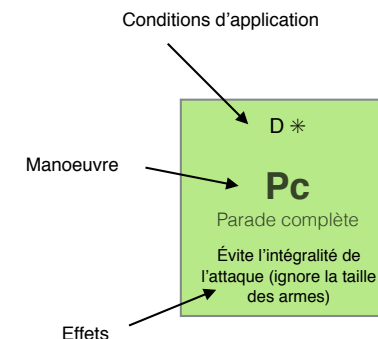 Conditions d’application
D ✳
Manoeuvre
Pc
Parade complète
Évite l’intégralité de
l’attaque (ignore la taille
des armes)
Effets